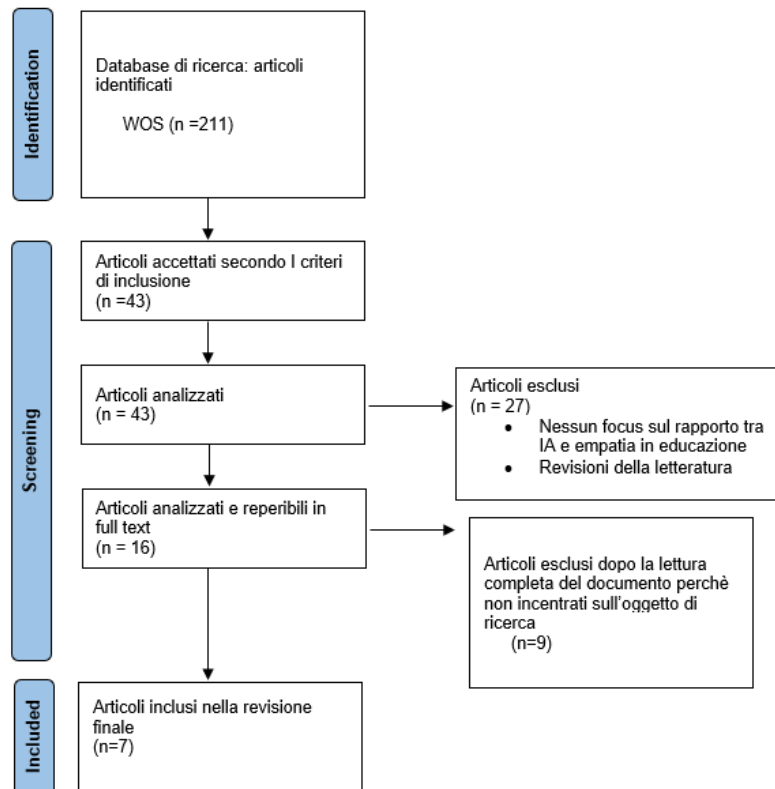 Identification
Database di ricerca: articoli
identificati
WOS (n =211)
Screening
Articoli accettati secondo I criteri
di inclusione
(n =43)
Articoli analizzati
(n = 43)
Articoli esclusi
(n = 27)
• Nessun focus sul rapporto tra
IA e empatia in educazione
• Revisioni della letteratura
Articoli analizzati e reperibili in
full text
(n = 16)
Articoli esclusi dopo la lettura
completa del documento perchè
non incentrati sull'oggetto di
ricerca
(n=9)
Included
Articoli inclusi nella revisione
finale
(n=7)